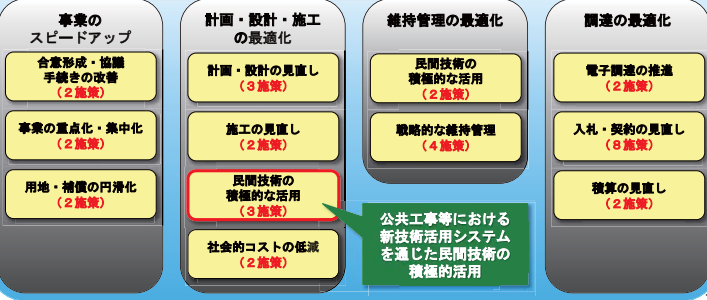 事業の
スピードアップ
合意形成・協議
手続きの改善
（２施策）
事業の重点化・集中化
（２施策）
用地・補償の円滑化
（２施策）
計画・設計・施工
の最適化
計画・設計の見直し
（３施策）
施工の見直し
（２施策）
民間技術の
積極的な活用
（３施策）
社会的コストの低減
（２施策）
維持管理の最適化
民間技術の
積極的な活用
（２施策）
戦略的な維持管理
（４施策）
公共工事等における
新技術活用システム
を通じた民間技術の
積極的活用
調達の最適化
電子調達の推進
（２施策）
入札・契約の見直し
（８施策）
積算の見直し
（２施策）